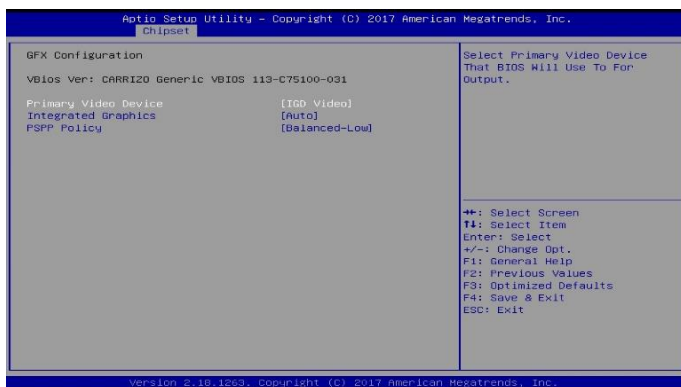 Aptio Setup Utility – Copyright (C) 2017 American Megatrends, Inc.
Chipset
GFX Configuration
VBios Ver: CARRIZO Generic VBIOS 113-C75100-031
Primary Video Device [IGD Video]
Integrated Graphics [Auto]
PSPP Policy [Balanced-Low]
Select Primary Video Device
That BIOS Will Use To For
Output.
→←: Select Screen
↑↓: Select Item
Enter: Select
+/-: Change Opt.
F1: General Help
F2: Previous Values
F3: Optimized Defaults
F4: Save & Exit
ESC: Exit
Version 2.18.1263. Copyright (C) 2017 American Megatrends, Inc.